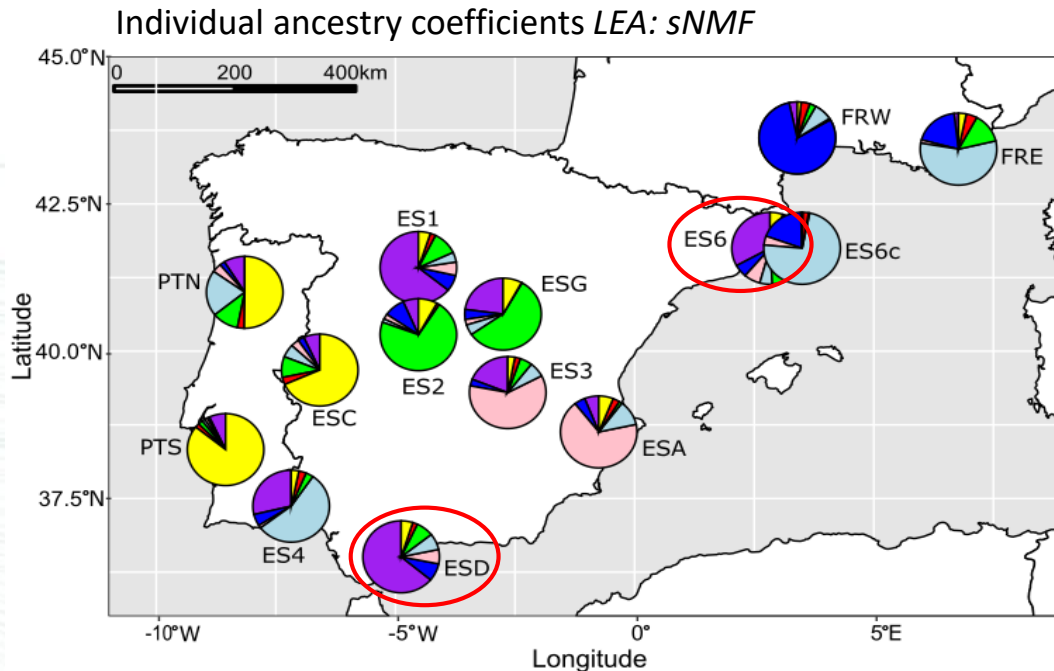 Individual ancestry coefficients LEA: sNMF
45.0°N
0 200 400km
FRW
FRE
42.5°N
ES1
ES6
ES6c
PTN
ESG
40.0°N
ES2
ES3
ESC
PTS
ESA
37.5°N
ES4
ESD
-10°W
-5°W
0°
5°E
Latitude
Longitude